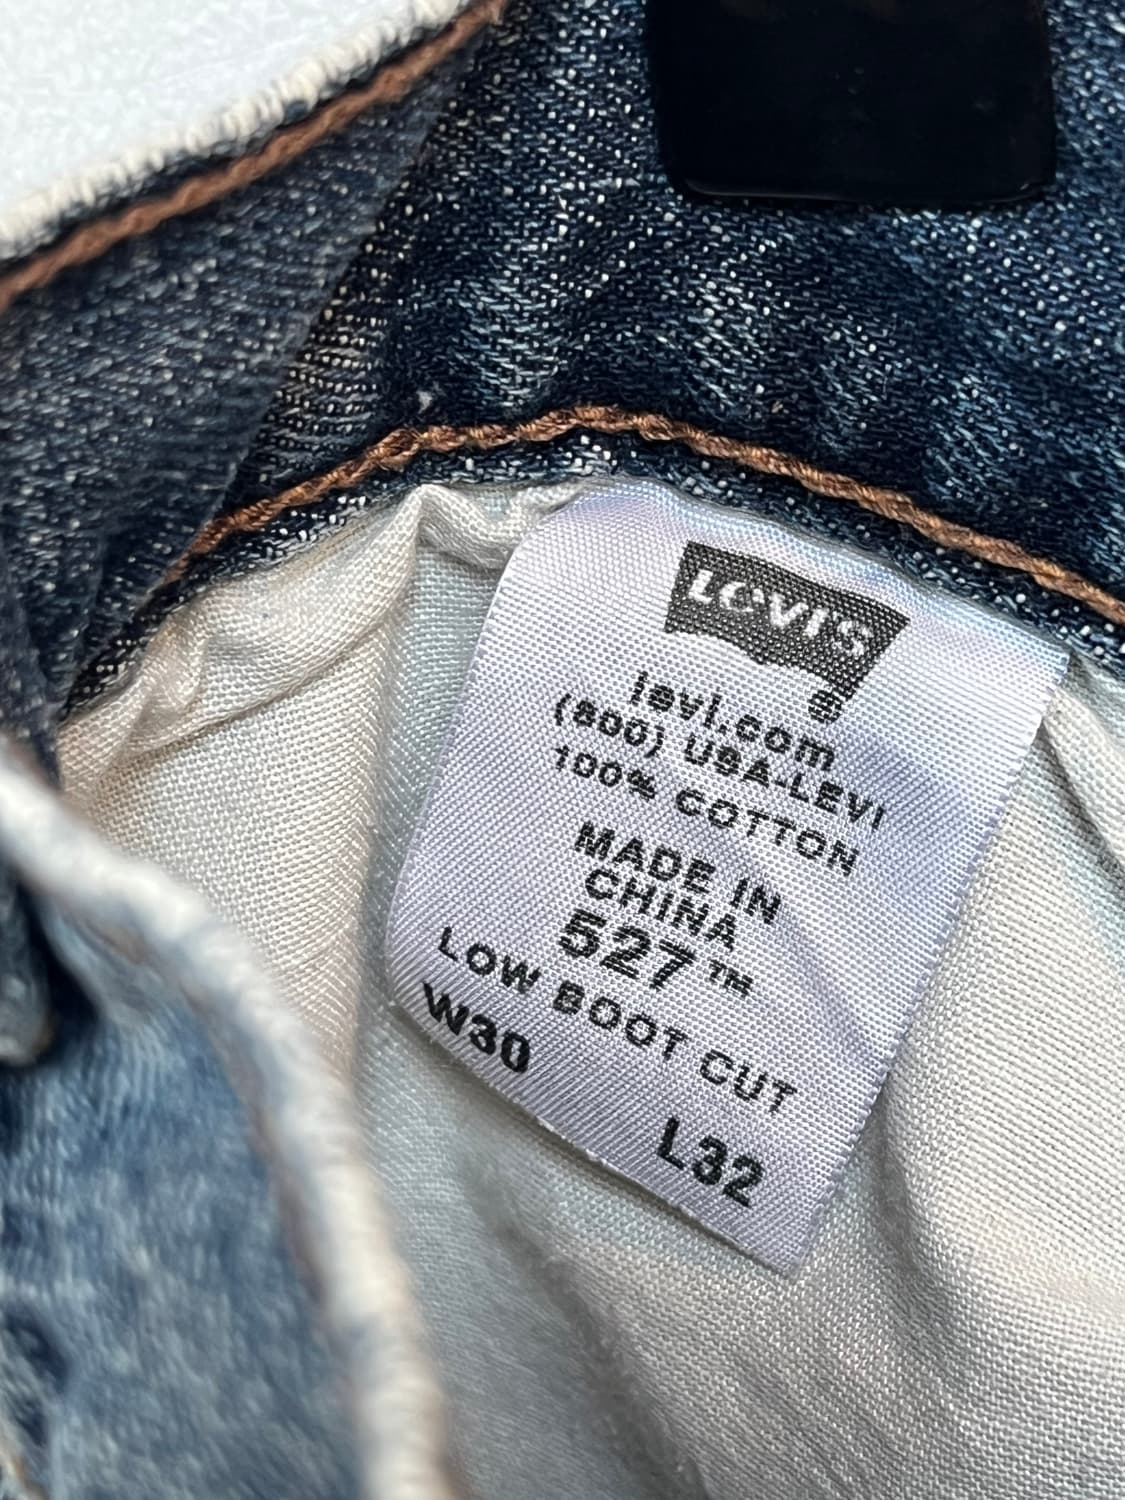 LEVI'S
®
levi.com
(800) USA-LEVI
100% COTTON
MADE IN
CHINA
527™
LOW BOOT CUT
W30 L32